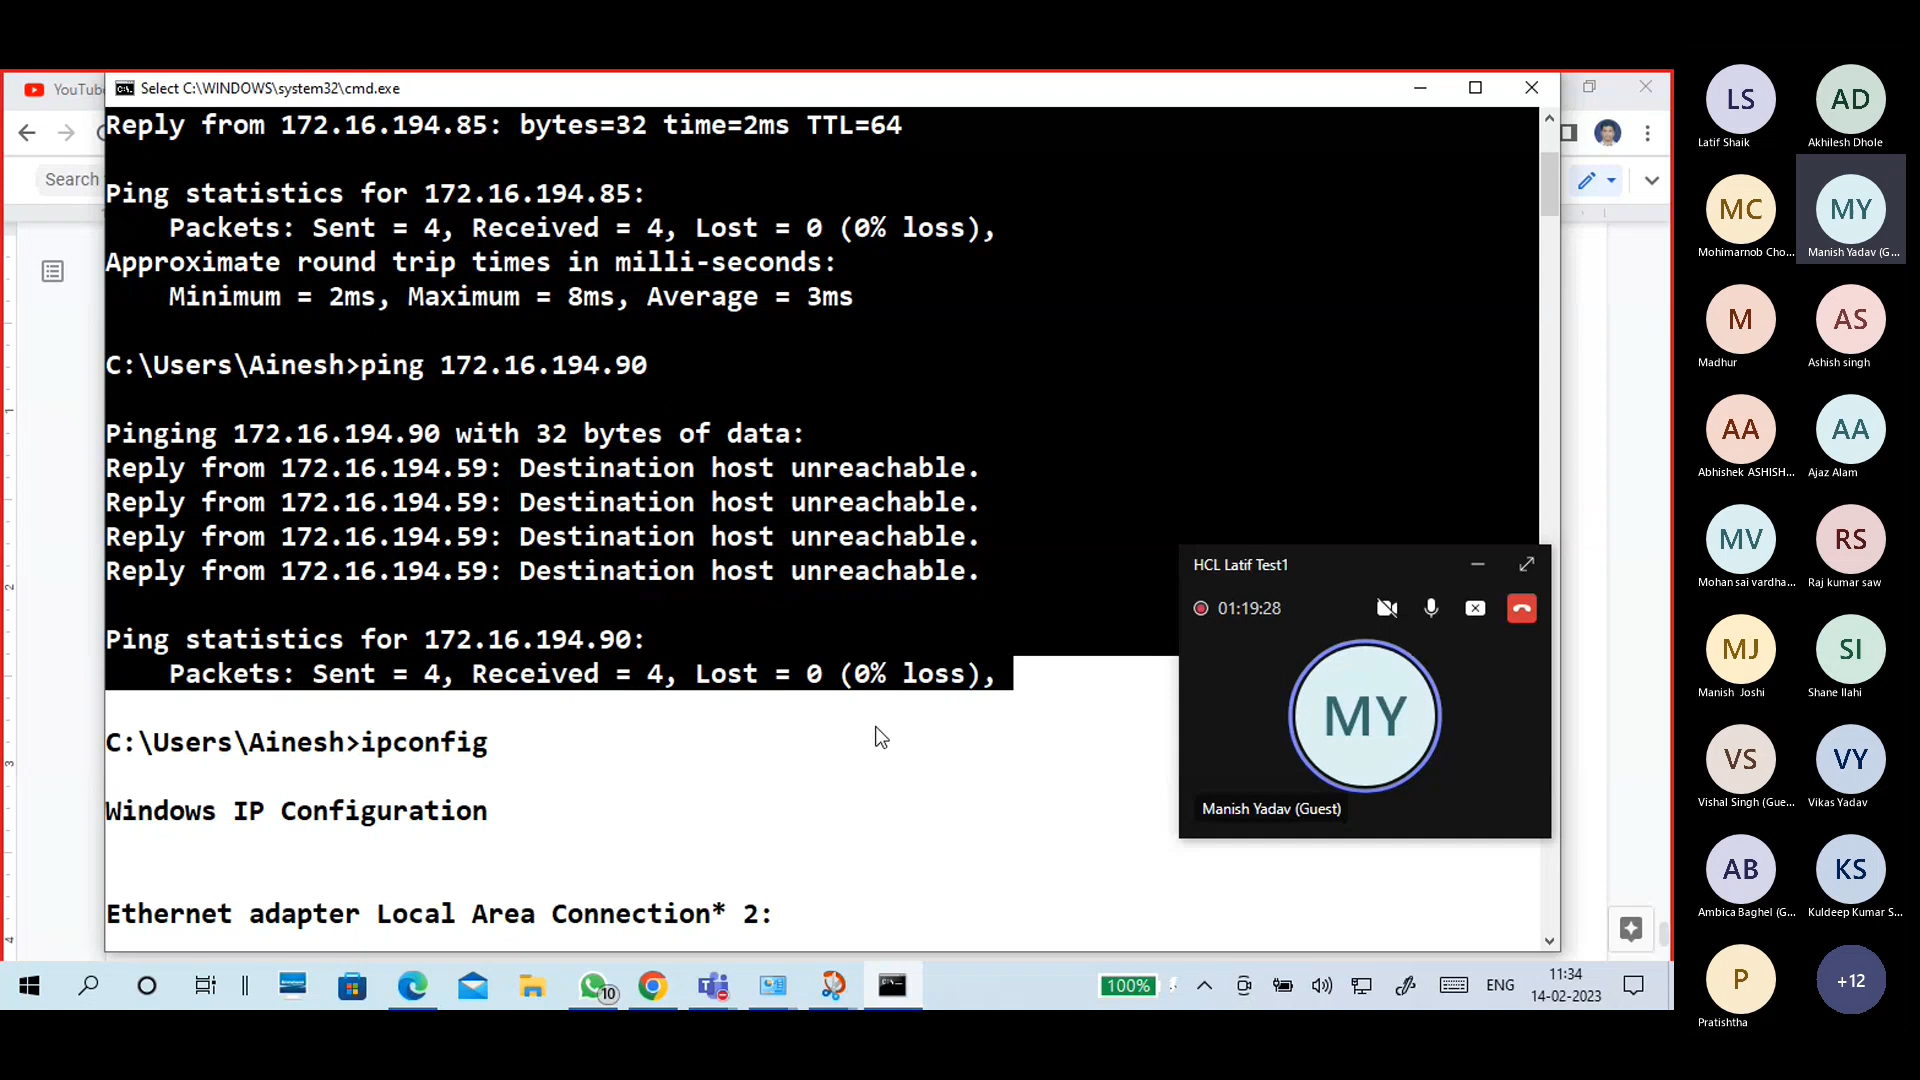 YouTube
Select C:\WINDOWS\system32\cmd.exe
Search
Reply from 172.16.194.85: bytes=32 time=2ms TTL=64
Ping statistics for 172.16.194.85:
Packets: Sent = 4, Received = 4, Lost = 0 (0% loss),
Approximate round trip times in milli-seconds:
Minimum = 2ms, Maximum = 8ms, Average = 3ms
C:\Users\Ainesh>ping 172.16.194.90
Pinging 172.16.194.90 with 32 bytes of data:
Reply from 172.16.194.59: Destination host unreachable.
Reply from 172.16.194.59: Destination host unreachable.
Reply from 172.16.194.59: Destination host unreachable.
Reply from 172.16.194.59: Destination host unreachable.
Ping statistics for 172.16.194.90:
Packets: Sent = 4, Received = 4, Lost = 0 (0% loss),
C:\Users\Ainesh>ipconfig
Windows IP Configuration
Ethernet adapter Local Area Connection* 2:
1
2
3
4
HCL Latif Test1
01:19:28
MY
Manish Yadav (Guest)
10
100%
ENG
11:34
14-02-2023
LS
Latif Shaik
AD
Akhilesh Dhole
MC
Mohimarnob Cho...
MY
Manish Yadav (G...
M
Madhur
AS
Ashish singh
AA
Abhishek ASHISH...
AA
Ajaz Alam
MV
Mohan sai vardha...
RS
Raj kumar saw
MJ
Manish Joshi
SI
Shane Ilahi
VS
Vishal Singh (Gue...
VY
Vikas Yadav
AB
Ambica Baghel (G...
KS
Kuldeep Kumar S...
P
Pratishtha
+12